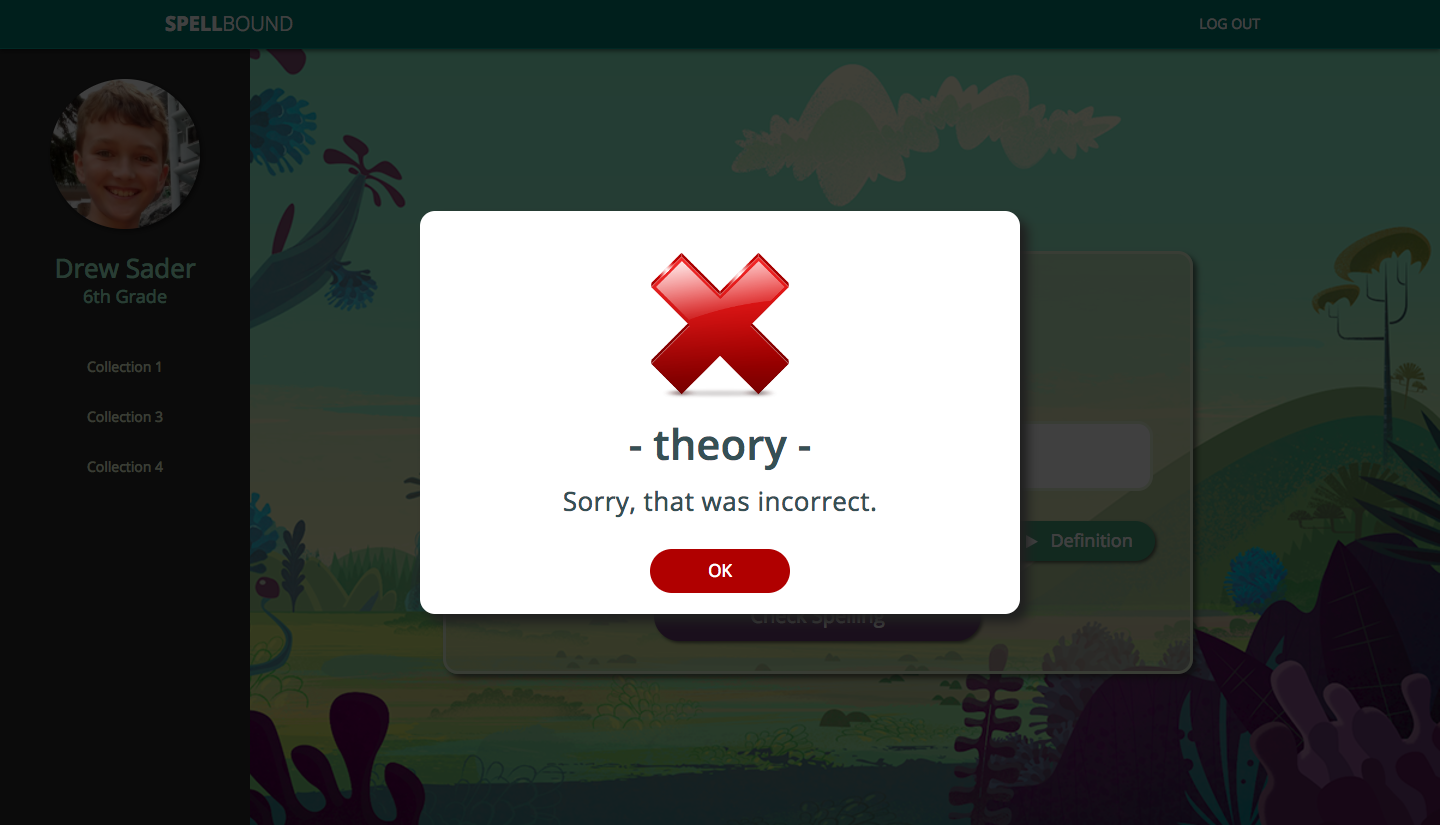 SPELLBOUND
LOG OUT
Drew Sader
6th Grade
Collection 1
Collection 3
Collection 4
- theory -
Sorry, that was incorrect.
OK
Definition
Check Spelling